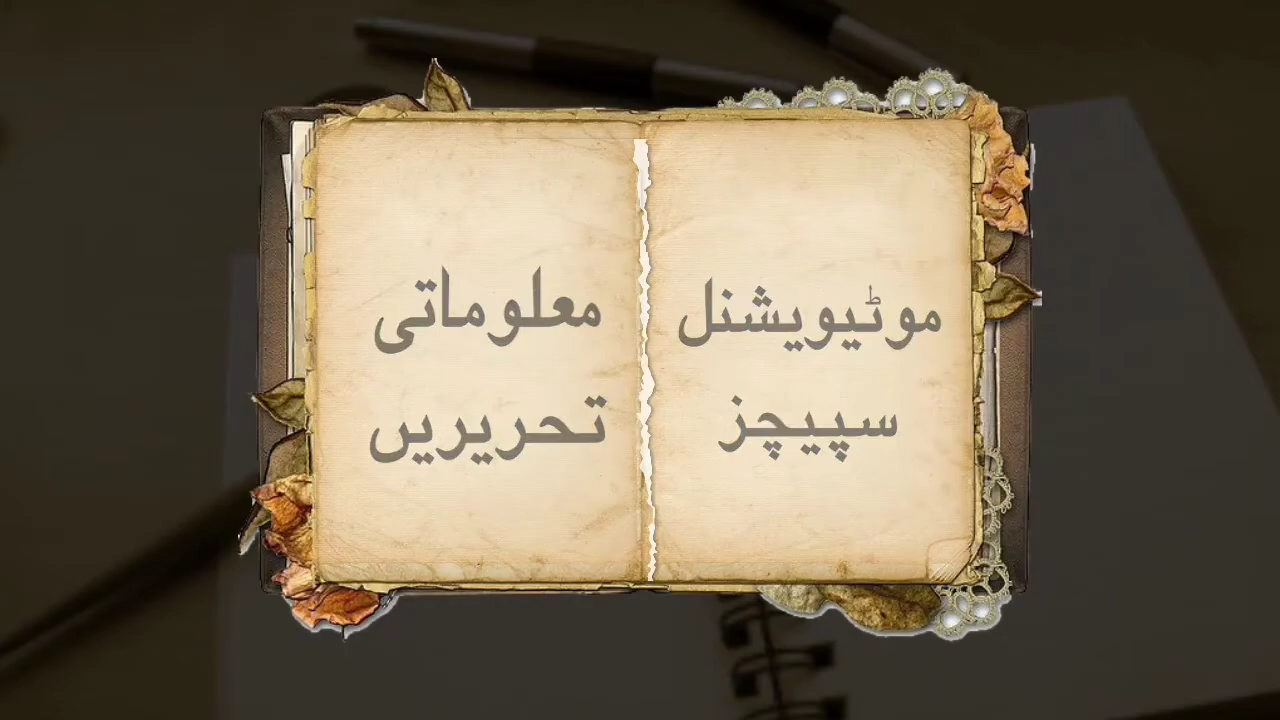 موٹیویشنل
سپیچز
معلوماتی
تحریریں